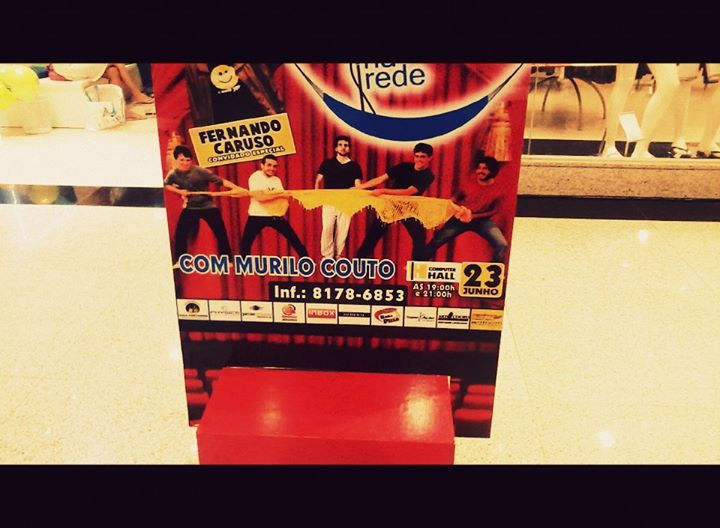 na
rede
FERNANDO
CARUSO
CONVIDADO ESPECIAL
COM MURILO COUTO
COMPUTER
HALL
23
JUNHO
ÀS 19:00h
e 21:00h
Inf.: 8178-6853
INBOX